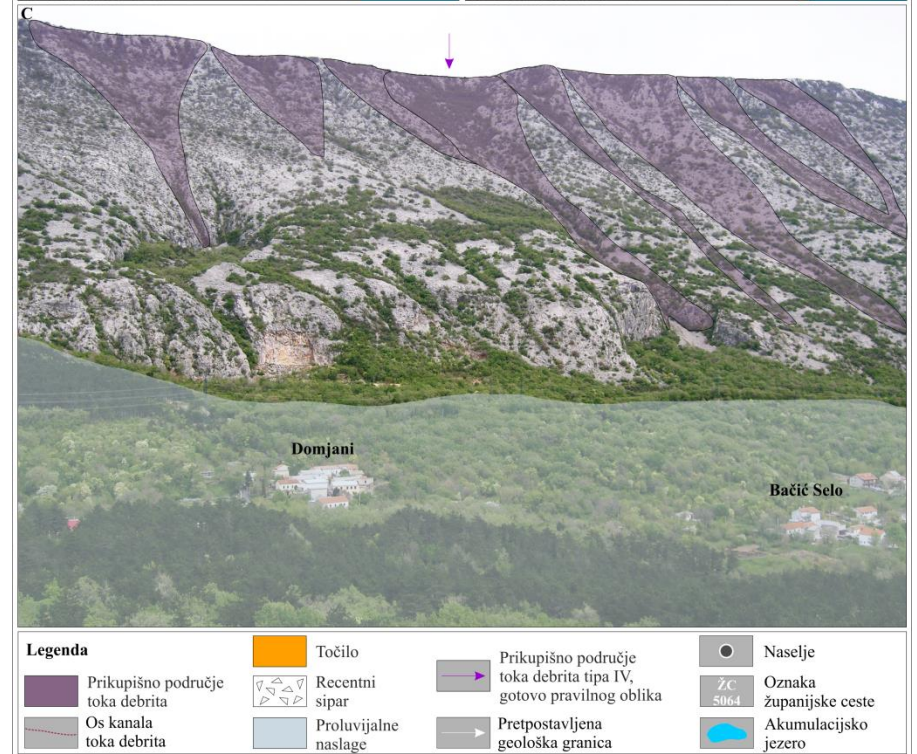 C
Domjani
Bačić Selo
Legenda
Prikupišno područje
toka debrita
Os kanala
toka debrita
Točilo
Recentni
sipar
Proluvijalne
naslage
Prikupišno područje
toka debrita tipa IV,
gotovo pravilnog oblika
Pretpostavljena
geološka granica
Naselje
ŽC
5064
Oznaka
županijske ceste
Akumulacijsko
jezero